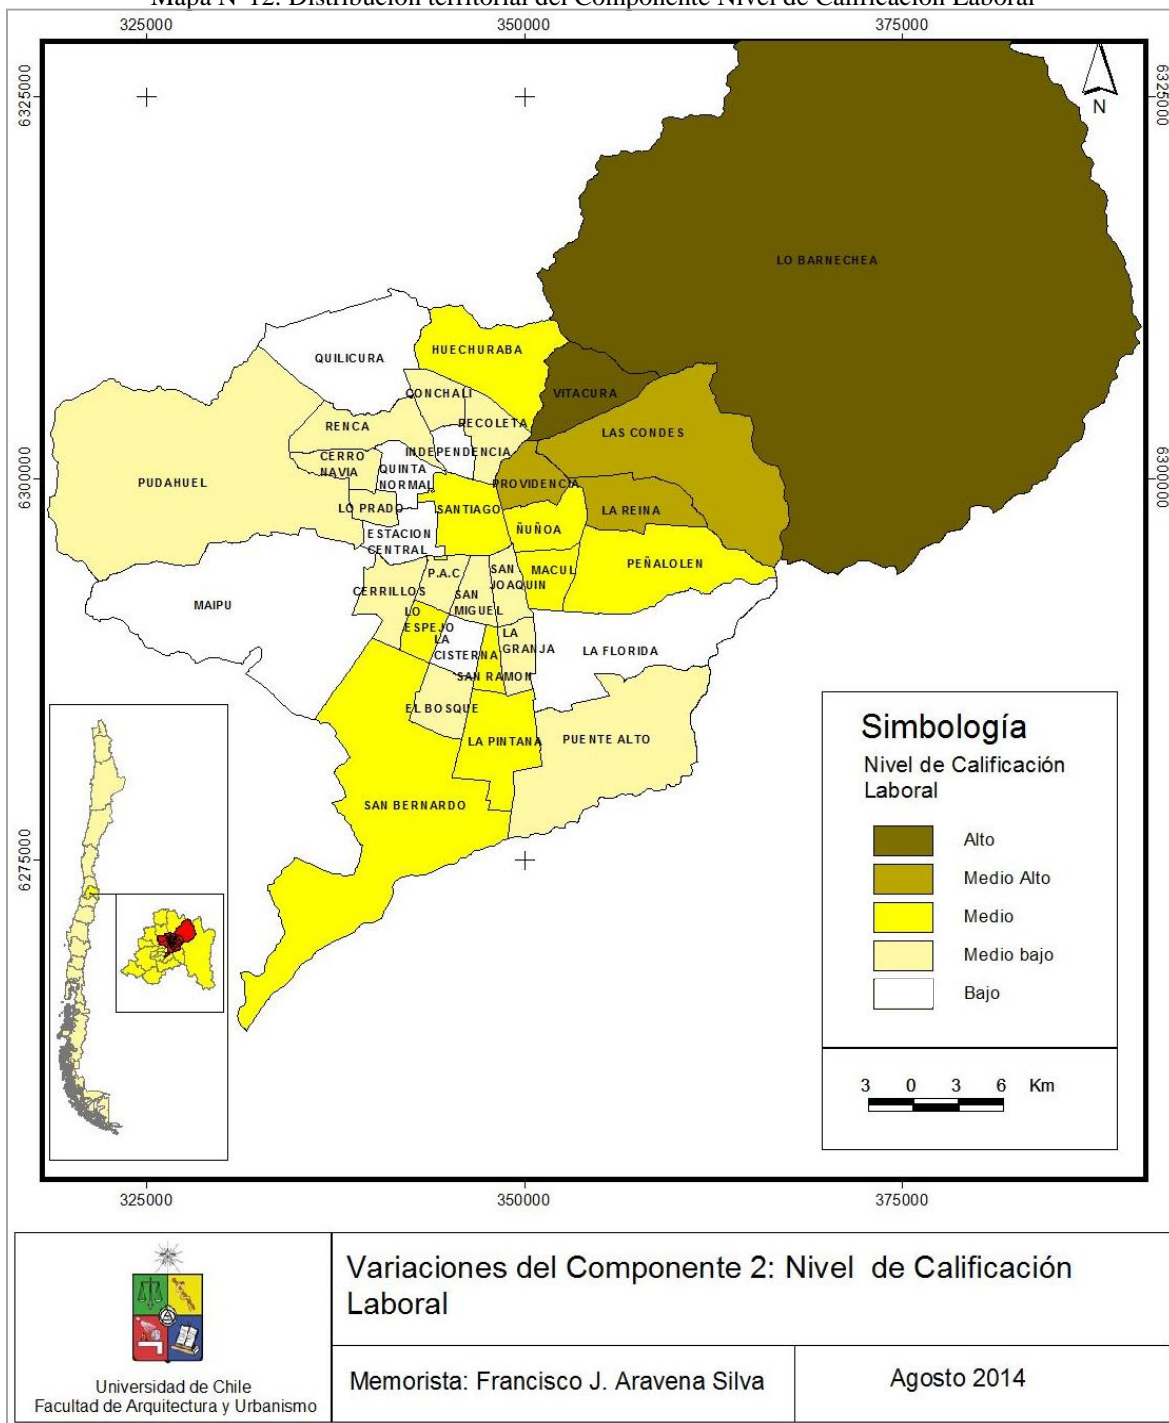 Mapa N°12: Distribución territorial del Componente Nivel de Calificación Laboral
325000 350000 375000
6325000 6325000
N
LO BARNECHEA
HUECHURABA
QUILICURA
CONCHALI
VITACURA
RECOLETA
RENCA
LAS CONDES
INDEPENDENCIA
CERRO
NAVIA
QUINTA
NORMAL
PUDAHUEL
PROVIDENCIA
6300000 6300000
LO PRADO
SANTIAGO
LA REINA
ÑUÑOA
ESTACION
CENTRAL
PEÑALOLEN
MACUL
SAN
JOAQUIN
P.A.C
CERRILLOS
SAN
MIGUEL
MAIPU
LO
ESPEJO
LA
CISTERNA
LA
GRANJA
LA FLORIDA
SAN RAMON
EL BOSQUE
LA PINTANA
PUENTE ALTO
SAN BERNARDO
6275000
Simbología
Nivel de Calificación
Laboral
Alto
Medio Alto
Medio
Medio bajo
Bajo
3 0 3 6 Km
325000 350000 375000
Variaciones del Componente 2: Nivel de Calificación
Laboral
Universidad de Chile
Facultad de Arquitectura y Urbanismo
Memorista: Francisco J. Aravena Silva
Agosto 2014